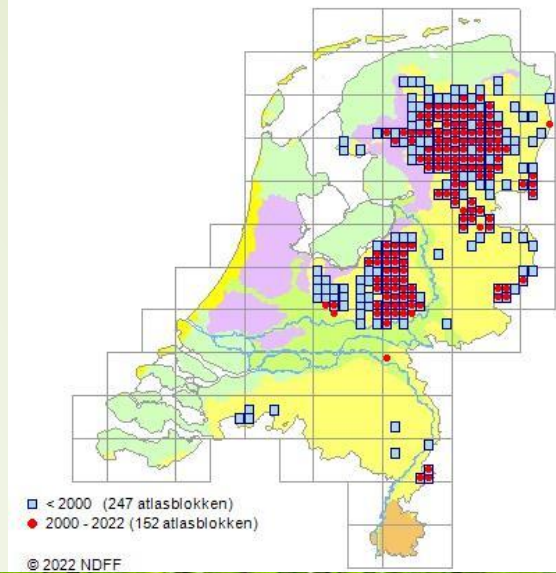 < 2000 (247 atlasblokken)
2000 - 2022 (152 atlasblokken)
© 2022 NDFF